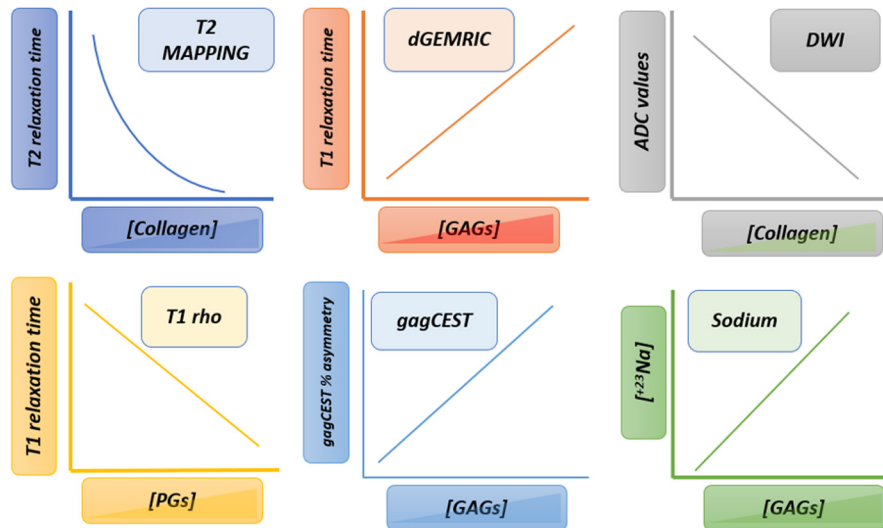 T2 relaxation time
T2
MAPPING
[Collagen]
T1 relaxation time
dGEMRIC
[GAGs]
ADC values
DWI
[Collagen]
T1 relaxation time
T1 rho
[PGs]
gagCEST % asymmetry
gagCEST
[GAGs]
[⁺²³Na]
Sodium
[GAGs]